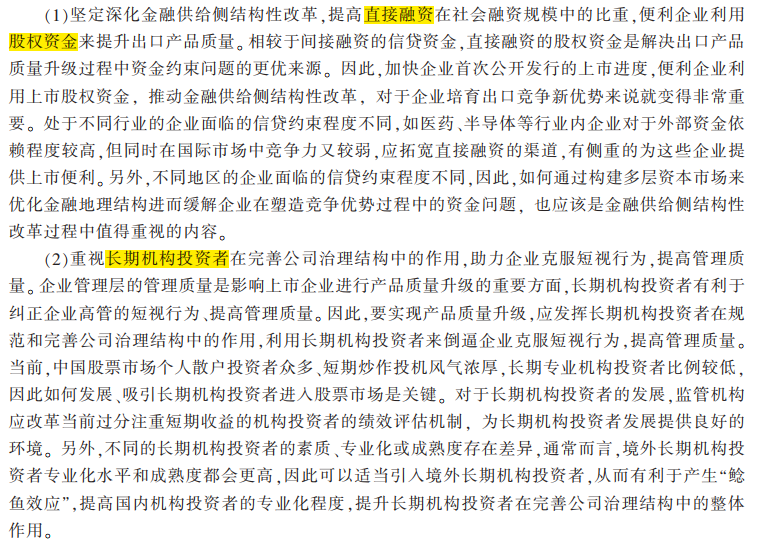 (1)坚定深化金融供给侧结构性改革,提高直接融资在社会融资规模中的比重,便利企业利用
股权资金来提升出口产品质量。相较于间接融资的信贷资金,直接融资的股权资金是解决出口产品
质量升级过程中资金约束问题的更优来源。因此,加快企业首次公开发行的上市进度,便利企业利
用上市股权资金，推动金融供给侧结构性改革，对于企业培育出口竞争新优势来说就变得非常重
要。处于不同行业的企业面临的信贷约束程度不同,如医药、半导体等行业内企业对于外部资金依
赖程度较高,但同时在国际市场中竞争力又较弱,应拓宽直接融资的渠道,有侧重的为这些企业提
供上市便利。另外,不同地区的企业面临的信贷约束程度不同,因此,如何通过构建多层资本市场来
优化金融地理结构进而缓解企业在塑造竞争优势过程中的资金问题，也应该是金融供给侧结构性
改革过程中值得重视的内容。
(2)重视长期机构投资者在完善公司治理结构中的作用,助力企业克服短视行为,提高管理质
量。企业管理层的管理质量是影响上市企业进行产品质量升级的重要方面,长期机构投资者有利于
纠正企业高管的短视行为、提高管理质量。因此,要实现产品质量升级,应发挥长期机构投资者在规
范和完善公司治理结构中的作用,利用长期机构投资者来倒逼企业克服短视行为,提高管理质量。
当前,中国股票市场个人散户投资者众多、短期炒作投机风气浓厚,长期专业机构投资者比例较低,
因此如何发展、吸引长期机构投资者进入股票市场是关键。对于长期机构投资者的发展,监管机构
应改革当前过分注重短期收益的机构投资者的绩效评估机制，为长期机构投资者发展提供良好的
环境。另外,不同的长期机构投资者的素质、专业化或成熟度存在差异,通常而言,境外长期机构投
资者专业化水平和成熟度都会更高,因此可以适当引入境外长期机构投资者,从而有利于产生“鲶
鱼效应”,提高国内机构投资者的专业化程度,提升长期机构投资者在完善公司治理结构中的整体
作用。